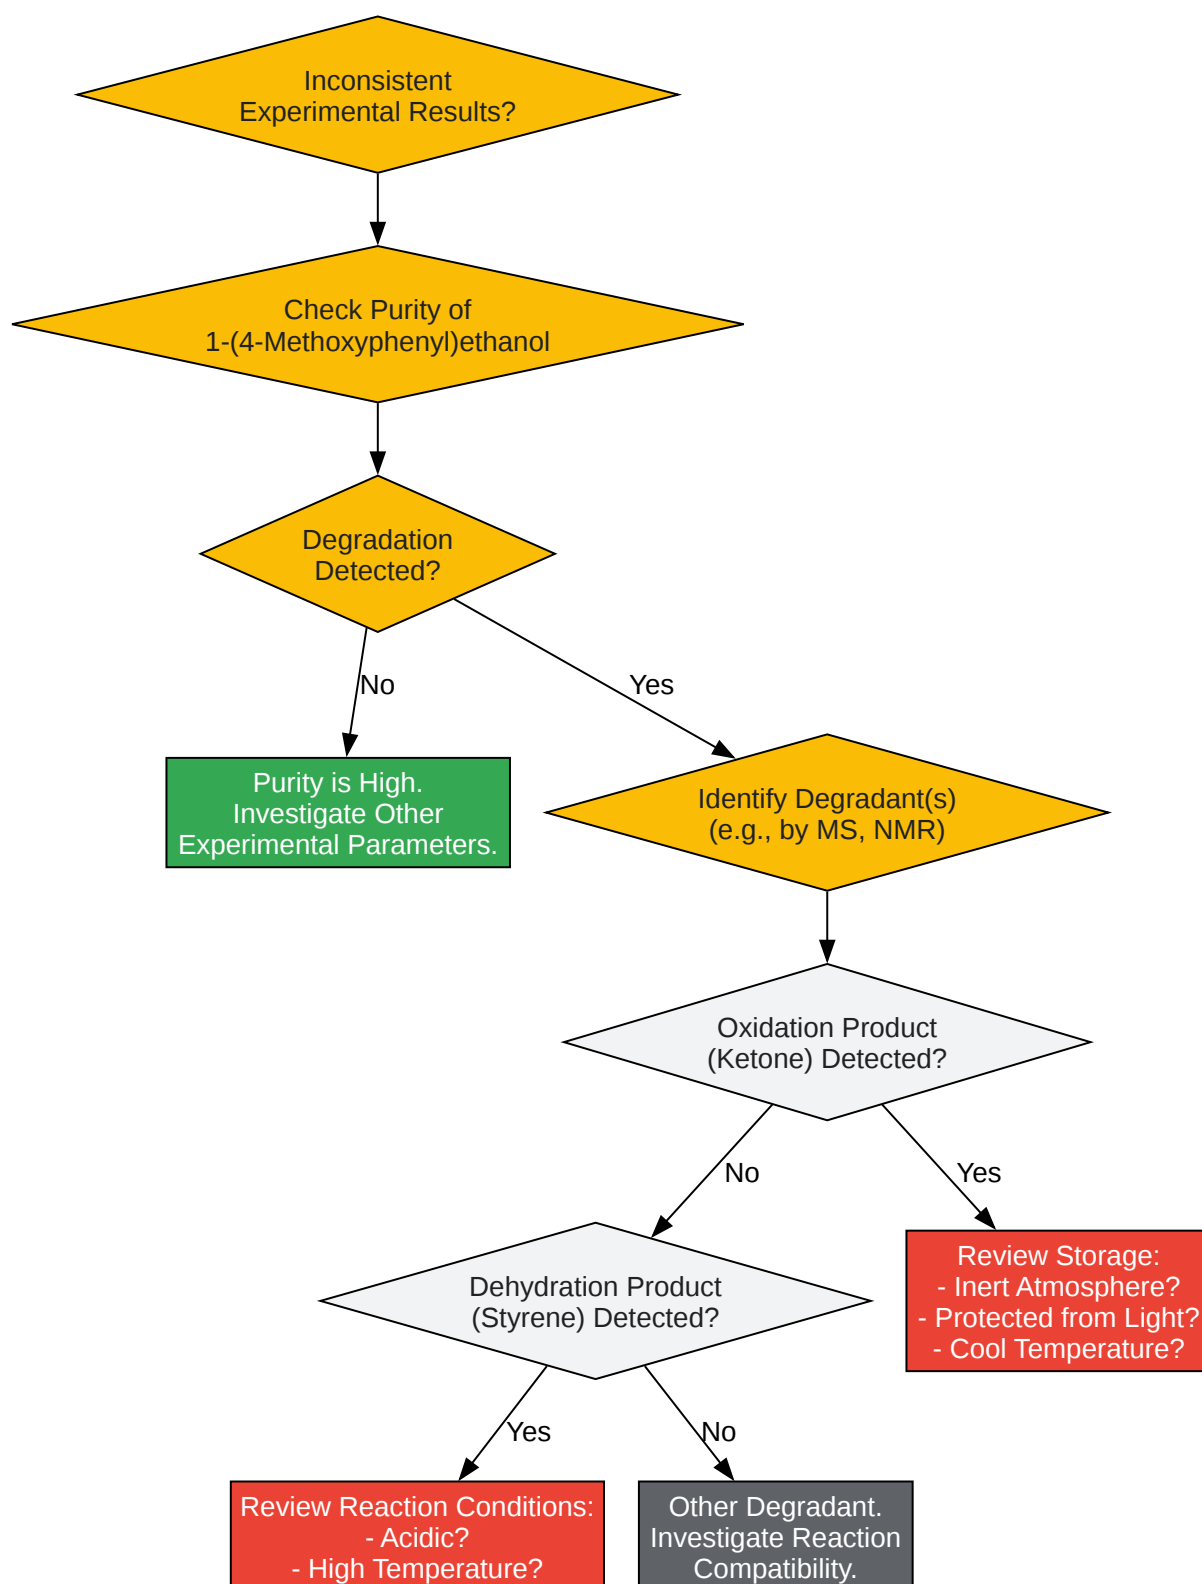 Inconsistent
Experimental Results?
Check Purity of
1-(4-Methoxyphenyl)ethanol
Degradation
Detected?
No
Yes
Purity is High.
Investigate Other
Experimental Parameters.
Identify Degradant(s)
(e.g., by MS, NMR)
Oxidation Product
(Ketone) Detected?
No
Yes
Review Storage:
- Inert Atmosphere?
- Protected from Light?
- Cool Temperature?
Dehydration Product
(Styrene) Detected?
Yes
No
Review Reaction Conditions:
- Acidic?
- High Temperature?
Other Degradant.
Investigate Reaction
Compatibility.